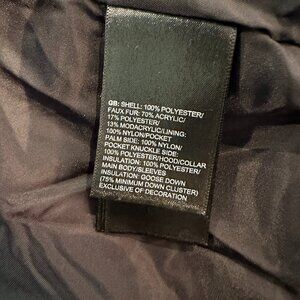 GB: SHELL: 100% POLYESTER/
FAUX FUR: 70% ACRYLIC/
17% POLYESTER/
13% MODACRYLIC/LINING:
100% NYLON/POCKET
PALM SIDE: 100% NYLON/
POCKET KNUCKLE SIDE:
100% POLYESTER/HOOD/COLLAR
INSULATION: 100% POLYESTER/
MAIN BODY/SLEEVES
INSULATION: GOOSE DOWN
(75% MINIMUM DOWN CLUSTER)
EXCLUSIVE OF DECORATION